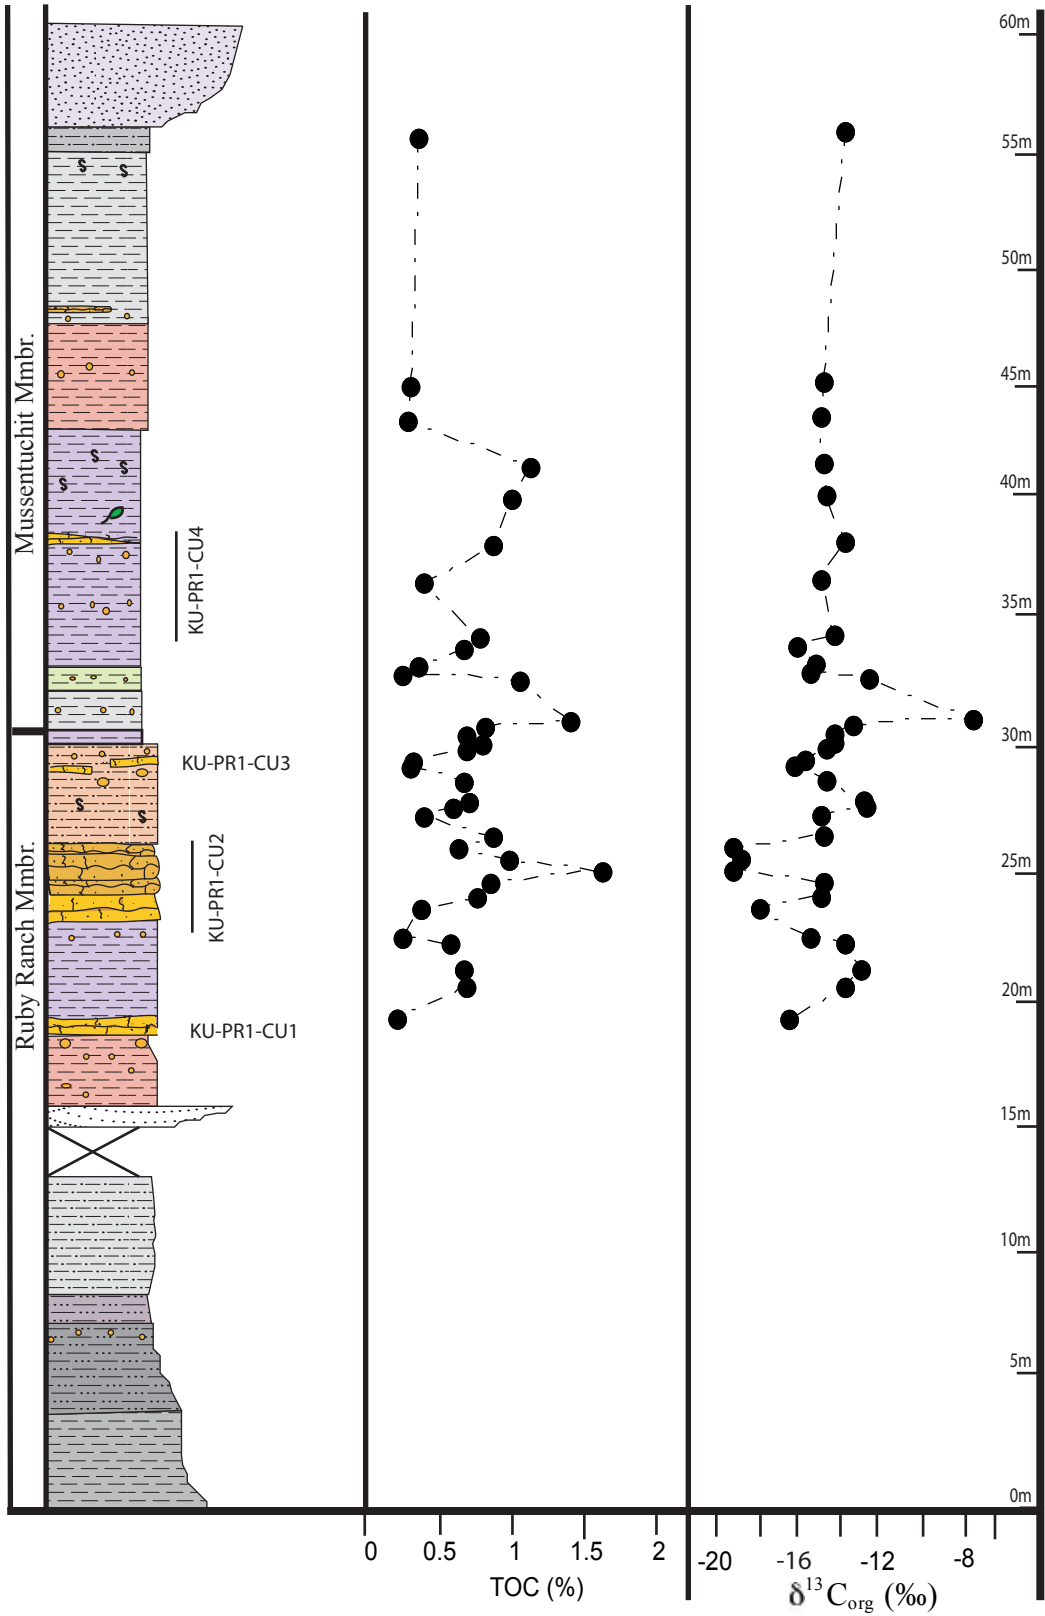 60m
55m
50m
45m
40m
35m
30m
25m
20m
15m
10m
5m
0m
Mussentuchit Mmbr.
Ruby Ranch Mmbr.
KU-PR1-CU4
KU-PR1-CU3
KU-PR1-CU2
KU-PR1-CU1
S S
S
S
S
S
S
0 0.5 1 1.5 2
TOC (%)
-20 -16 -12 -8
δ¹³Corg (‰)